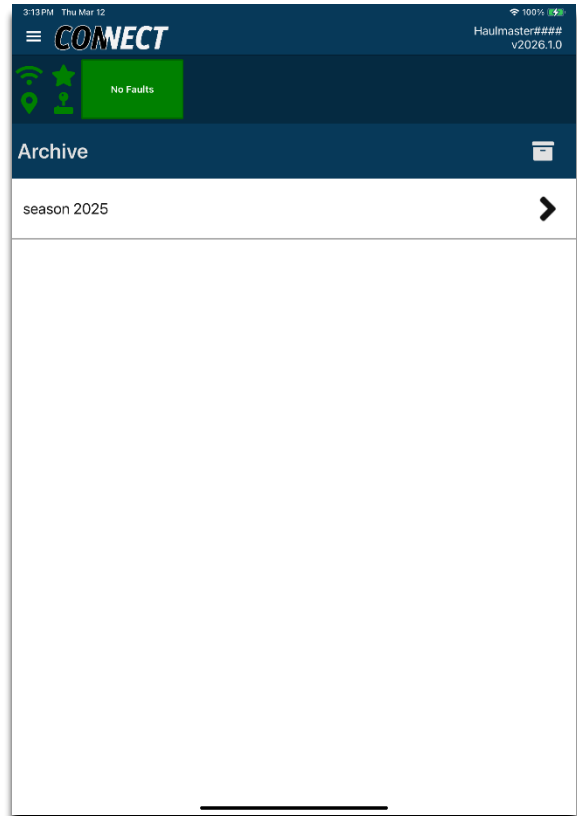 3:13 PM Thu Mar 12
100%
CONNECT
Haulmaster####
v2026.1.0
No Faults
Archive
season 2025